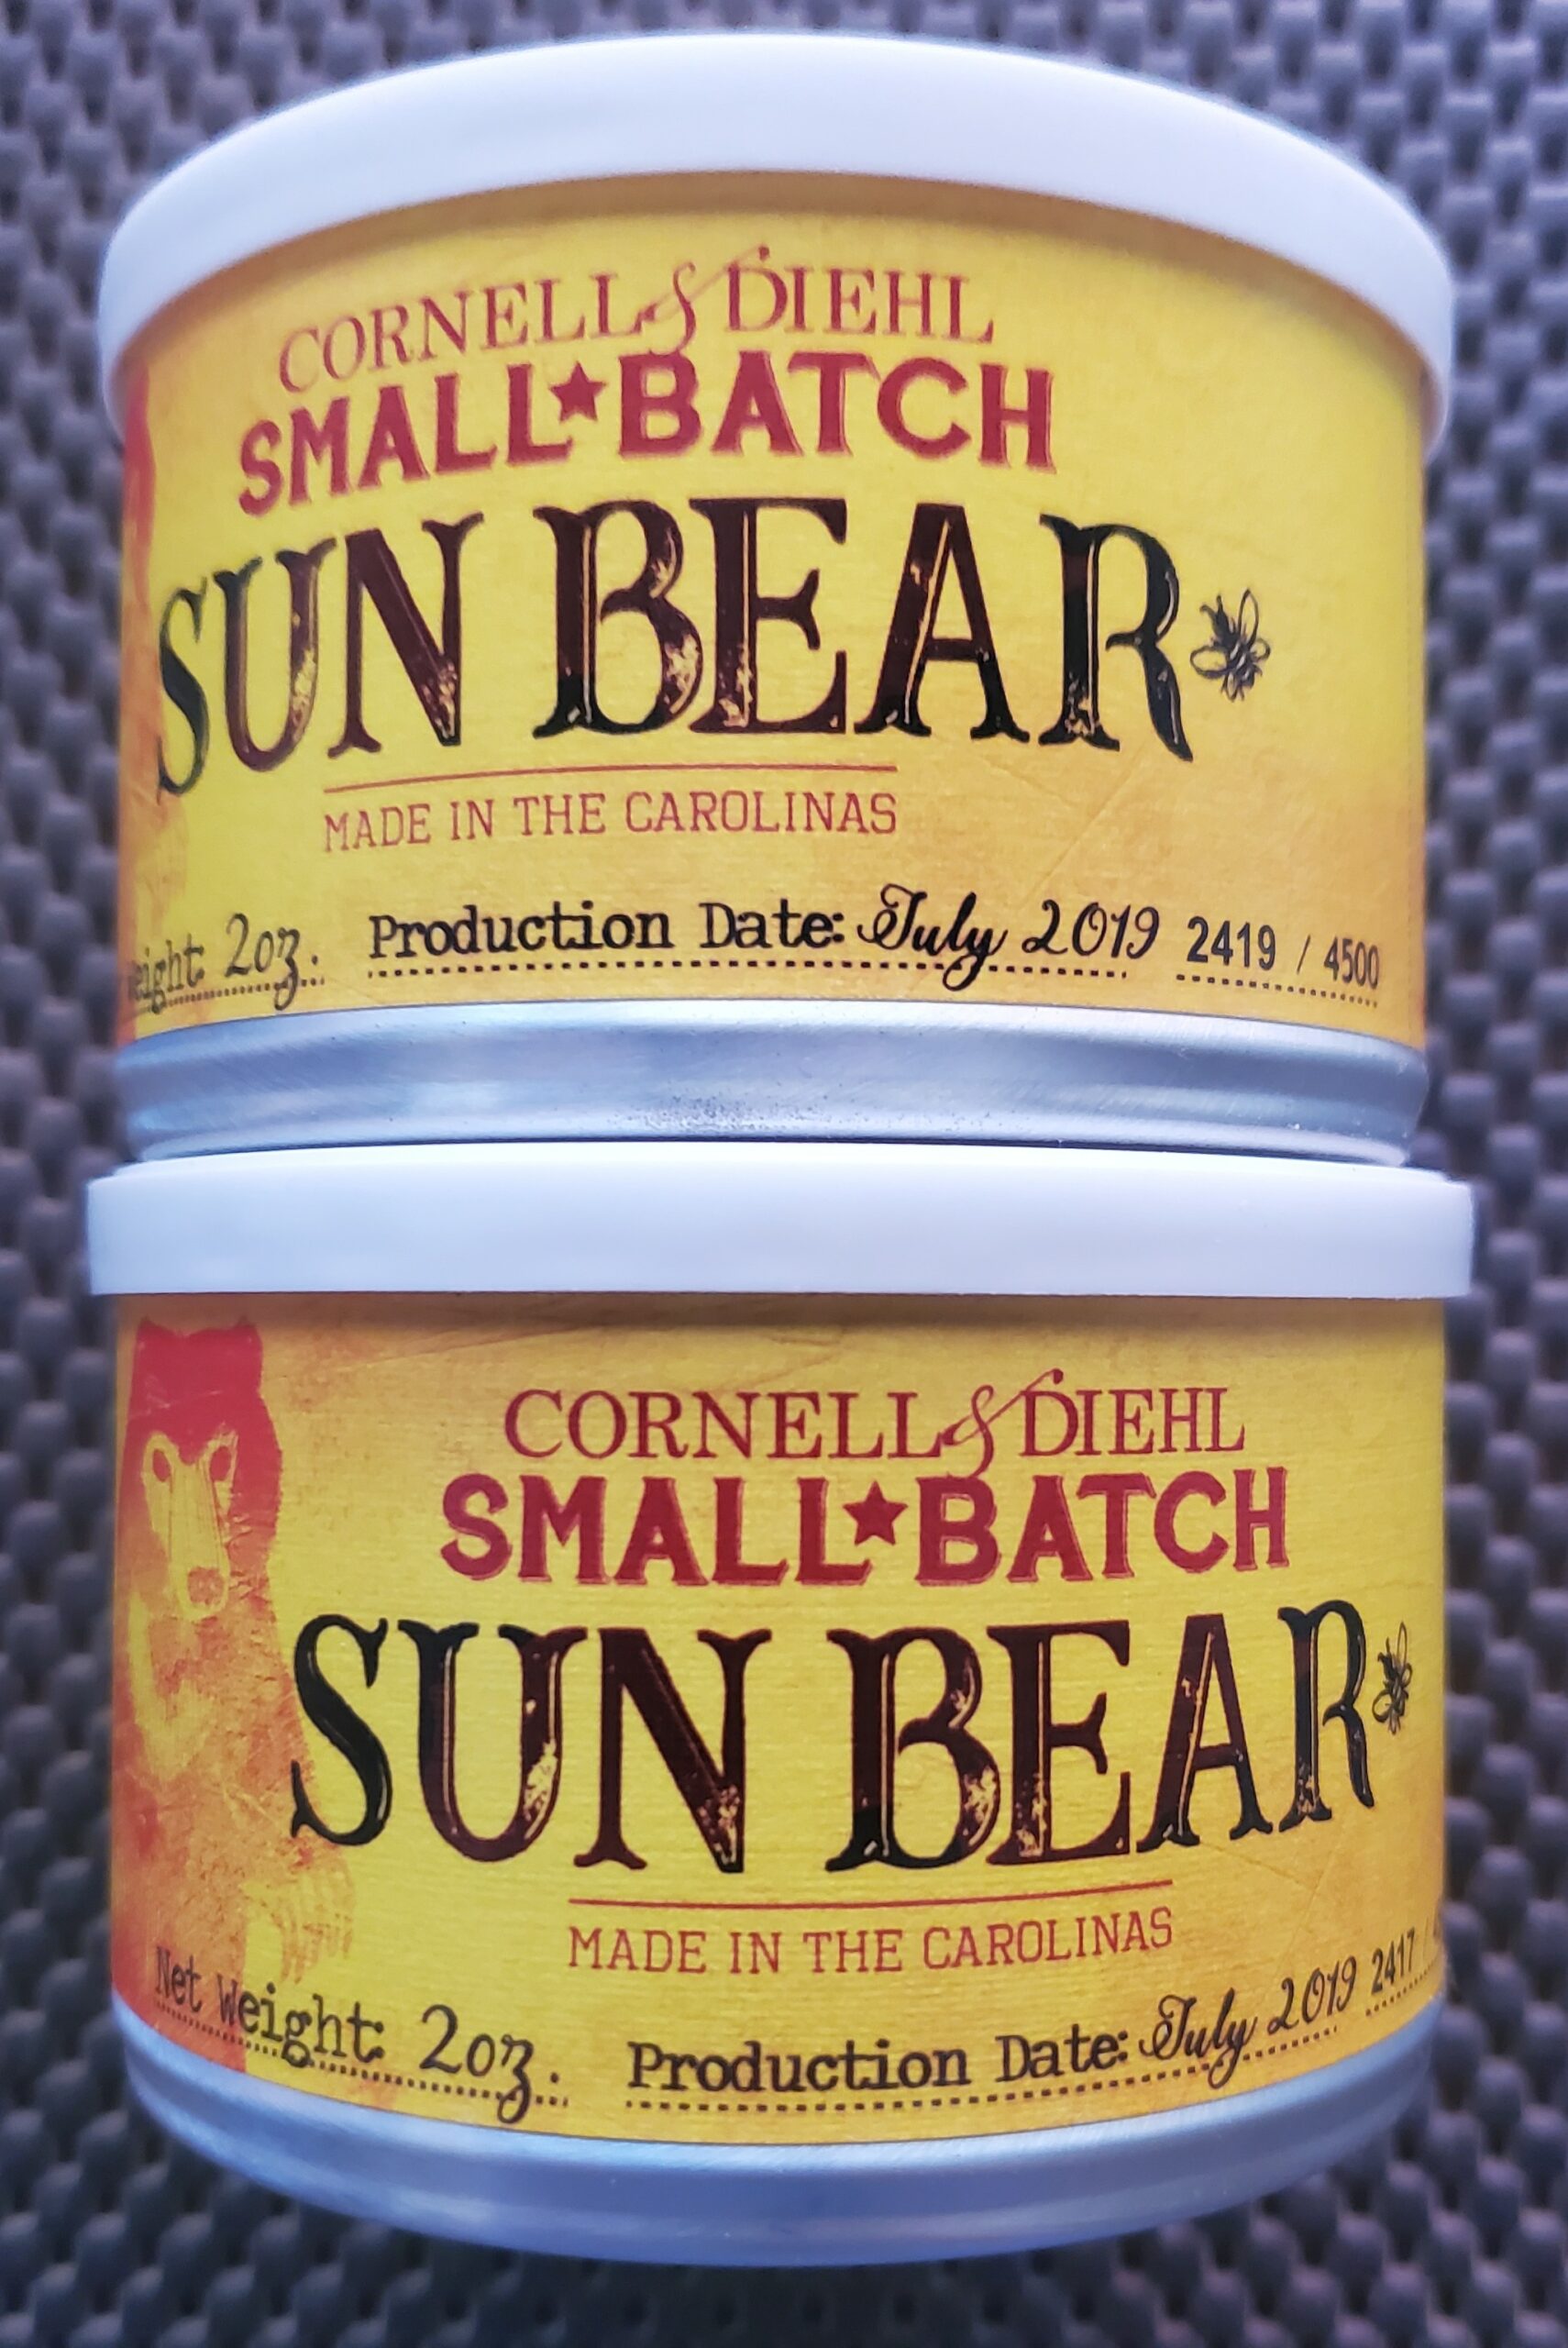 CORNELL & DIEHL
SMALL★BATCH
SUN BEAR
MADE IN THE CAROLINAS
2oz. Production Date: July 2019 2419 / 4500
CORNELL & DIEHL
SMALL★BATCH
SUN BEAR
MADE IN THE CAROLINAS
Net Weight: 2oz. Production Date: July 2019 2417 /